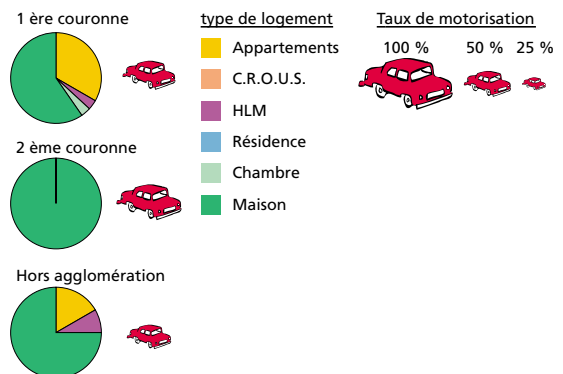 1 ère couronne
type de logement
Appartements
C.R.O.U.S.
HLM
Résidence
Chambre
Maison
Taux de motorisation
100 % 50 % 25 %
2 ème couronne
Hors agglomération